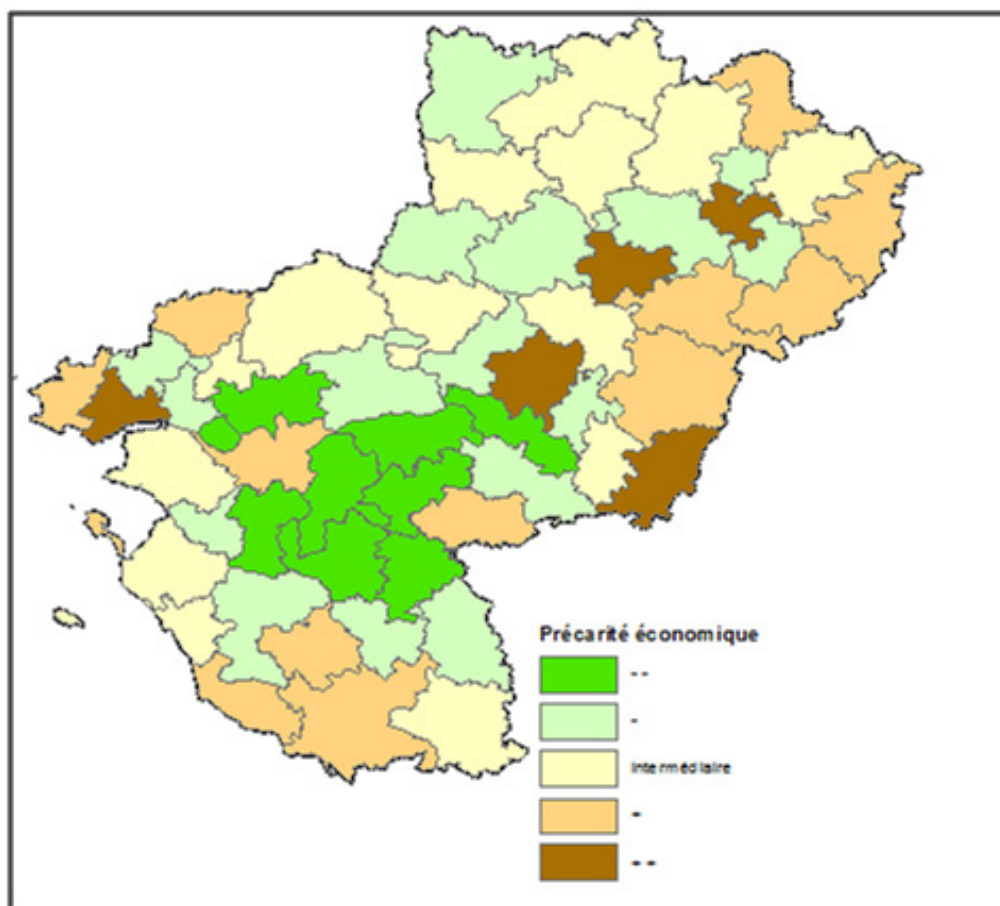 Précarité économique
--
-
Intermédiaire
+
++